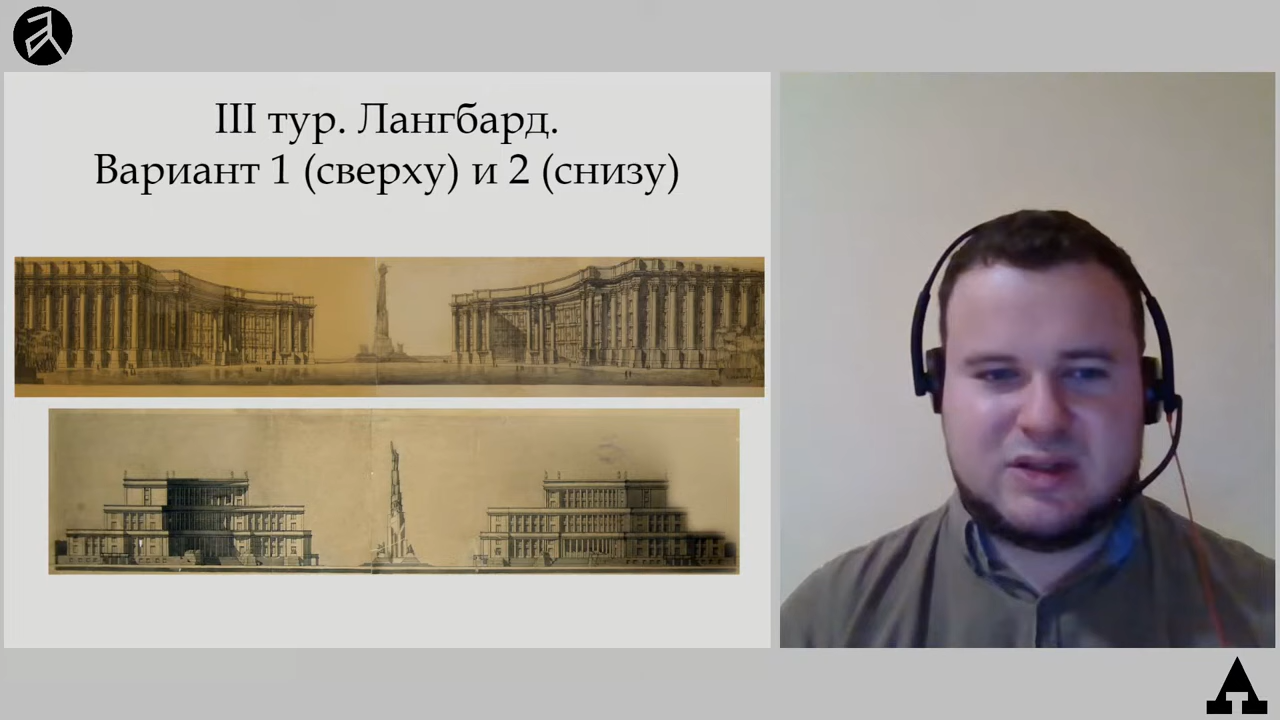 III тур. Лангбард.
Вариант 1 (сверху) и 2 (снизу)